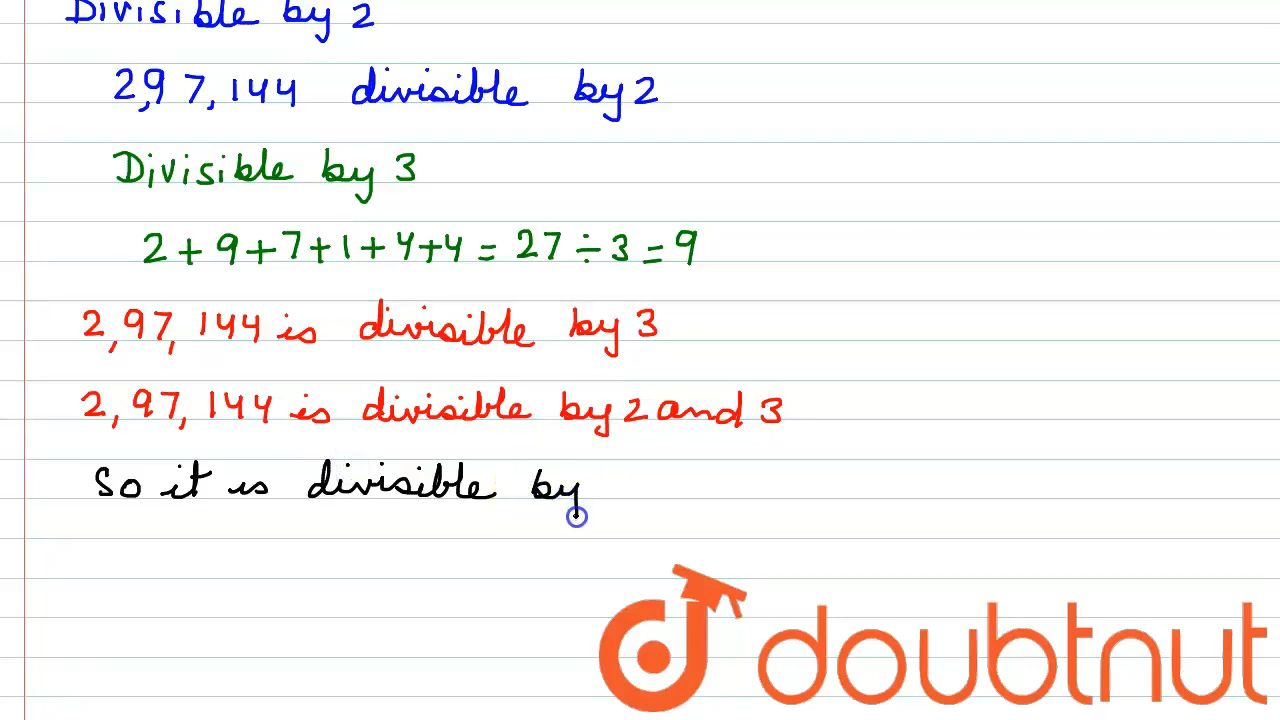 Divisible by 2
2,97,144 divisible by 2
Divisible by 3
2+9+7+1+4+4=27÷3=9
2,97,144 is divisible by 3
2,97,144 is divisible by 2 and 3
So it is divisible by
doubtnut